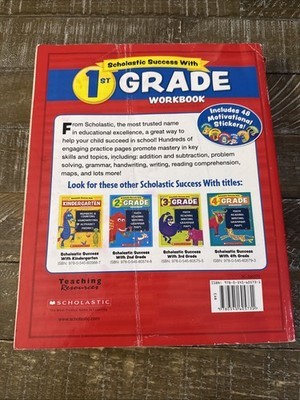 Scholastic Success With
1ST GRADE
WORKBOOK
Includes 48
Motivational
Stickers!
From Scholastic, the most trusted name
in educational excellence, a great way to
help your child succeed in school! Hundreds of
engaging practice pages promote mastery in key
skills and topics, including: addition and subtraction, problem
solving, grammar, handwriting, writing, reading comprehension,
maps, and lots more!
Look for these other Scholastic Success With titles:
KINDERGARTEN
2ND GRADE
3RD GRADE
4TH GRADE
Scholastic Success
With Kindergarten
Scholastic Success
With 2nd Grade
Scholastic Success
With 3rd Grade
Scholastic Success
With 4th Grade
Teaching
Resources
SCHOLASTIC
www.scholastic.com